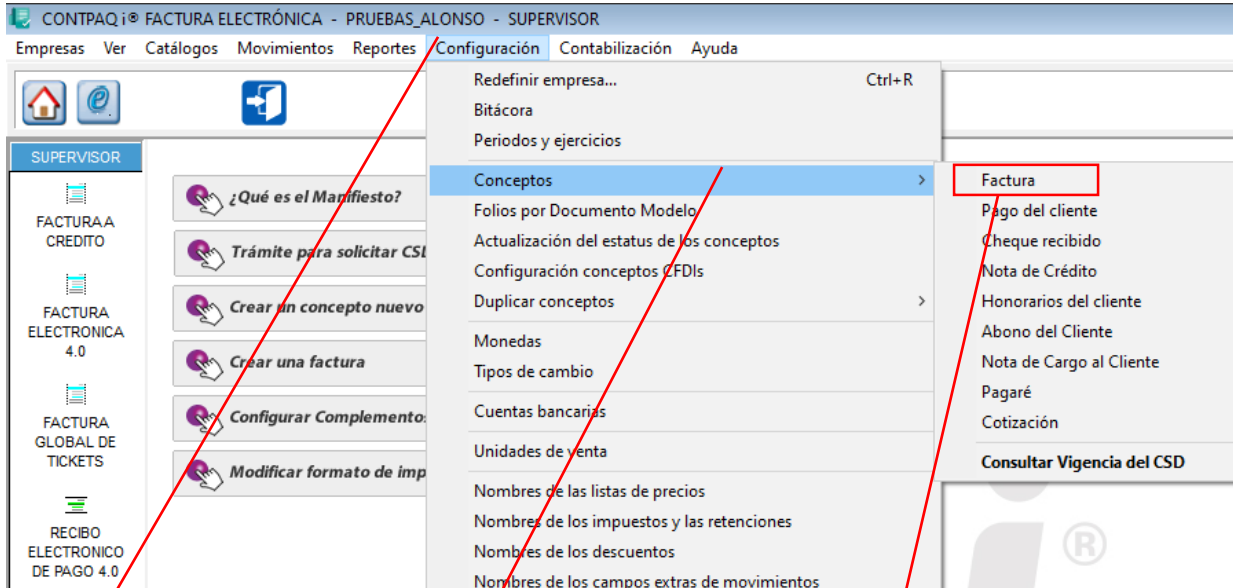 CONTPAQ i® FACTURA ELECTRÓNICA - PRUEBAS_ALONSO - SUPERVISOR
Empresas Ver Catálogos Movimientos Reportes Configuración Contabilización Ayuda
SUPERVISOR
FACTURA A
CREDITO
FACTURA
ELECTRONICA
4.0
FACTURA
GLOBAL DE
TICKETS
RECIBO
ELECTRONICO
DE PAGO 4.0
¿Qué es el Manifiesto?
Trámite para solicitar CSD
Crear un concepto nuevo
Crear una factura
Configurar Complemento
Modificar formato de imp
Redefinir empresa... Ctrl+R
Bitácora
Periodos y ejercicios
Conceptos >
Folios por Documento Modelo
Actualización del estatus de los conceptos
Configuración conceptos CFDIs
Duplicar conceptos >
Monedas
Tipos de cambio
Cuentas bancarias
Unidades de venta
Nombres de las listas de precios
Nombres de los impuestos y las retenciones
Nombres de los descuentos
Nombres de los campos extras de movimientos
Factura
Pago del cliente
Cheque recibido
Nota de Crédito
Honorarios del cliente
Abono del Cliente
Nota de Cargo al Cliente
Pagaré
Cotización
Consultar Vigencia del CSD
®